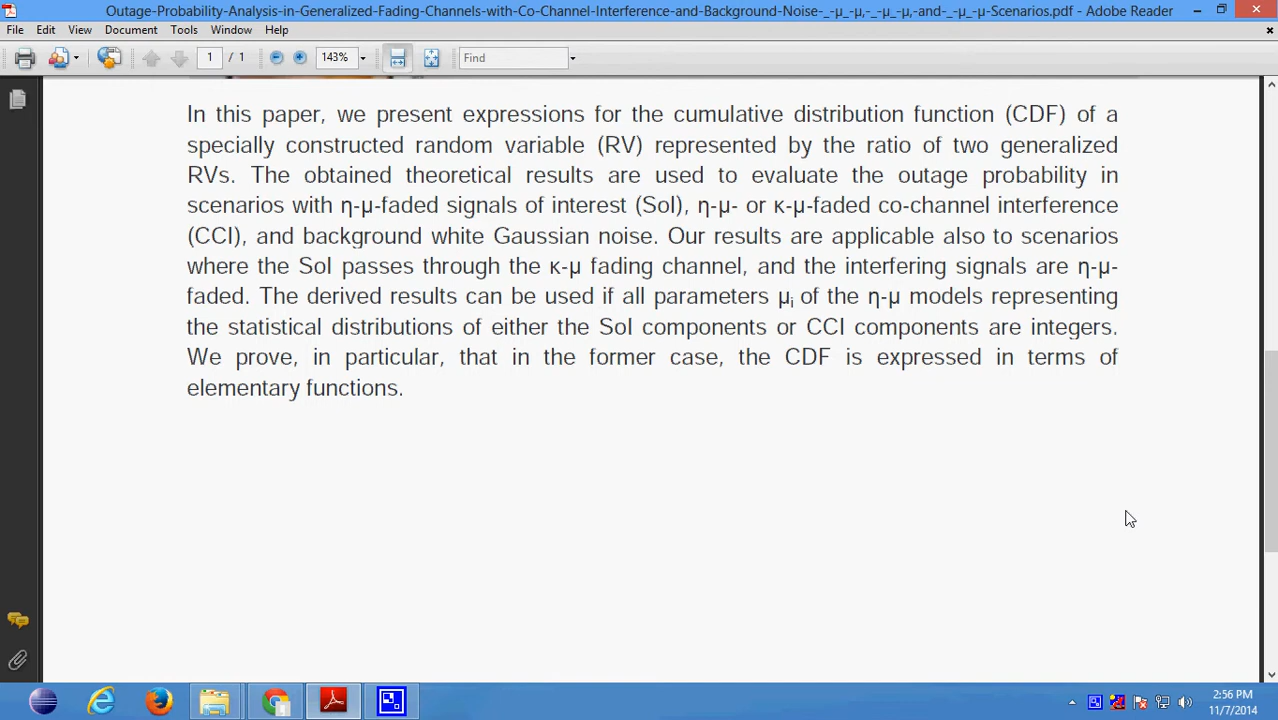 Outage-Probability-Analysis-in-Generalized-Fading-Channels-with-Co-Channel-Interference-and-Background-Noise-_-μ_-μ,-_-μ_-μ,-and-_-μ_-μ-Scenarios.pdf - Adobe Reader
File Edit View Document Tools Window Help
1 / 1 143% Find
In this paper, we present expressions for the cumulative distribution function (CDF) of a
specially constructed random variable (RV) represented by the ratio of two generalized
RVs. The obtained theoretical results are used to evaluate the outage probability in
scenarios with η-μ-faded signals of interest (SoI), η-μ- or κ-μ-faded co-channel interference
(CCI), and background white Gaussian noise. Our results are applicable also to scenarios
where the SoI passes through the κ-μ fading channel, and the interfering signals are η-μ-
faded. The derived results can be used if all parameters μi of the η-μ models representing
the statistical distributions of either the SoI components or CCI components are integers.
We prove, in particular, that in the former case, the CDF is expressed in terms of
elementary functions.
2:56 PM
11/7/2014